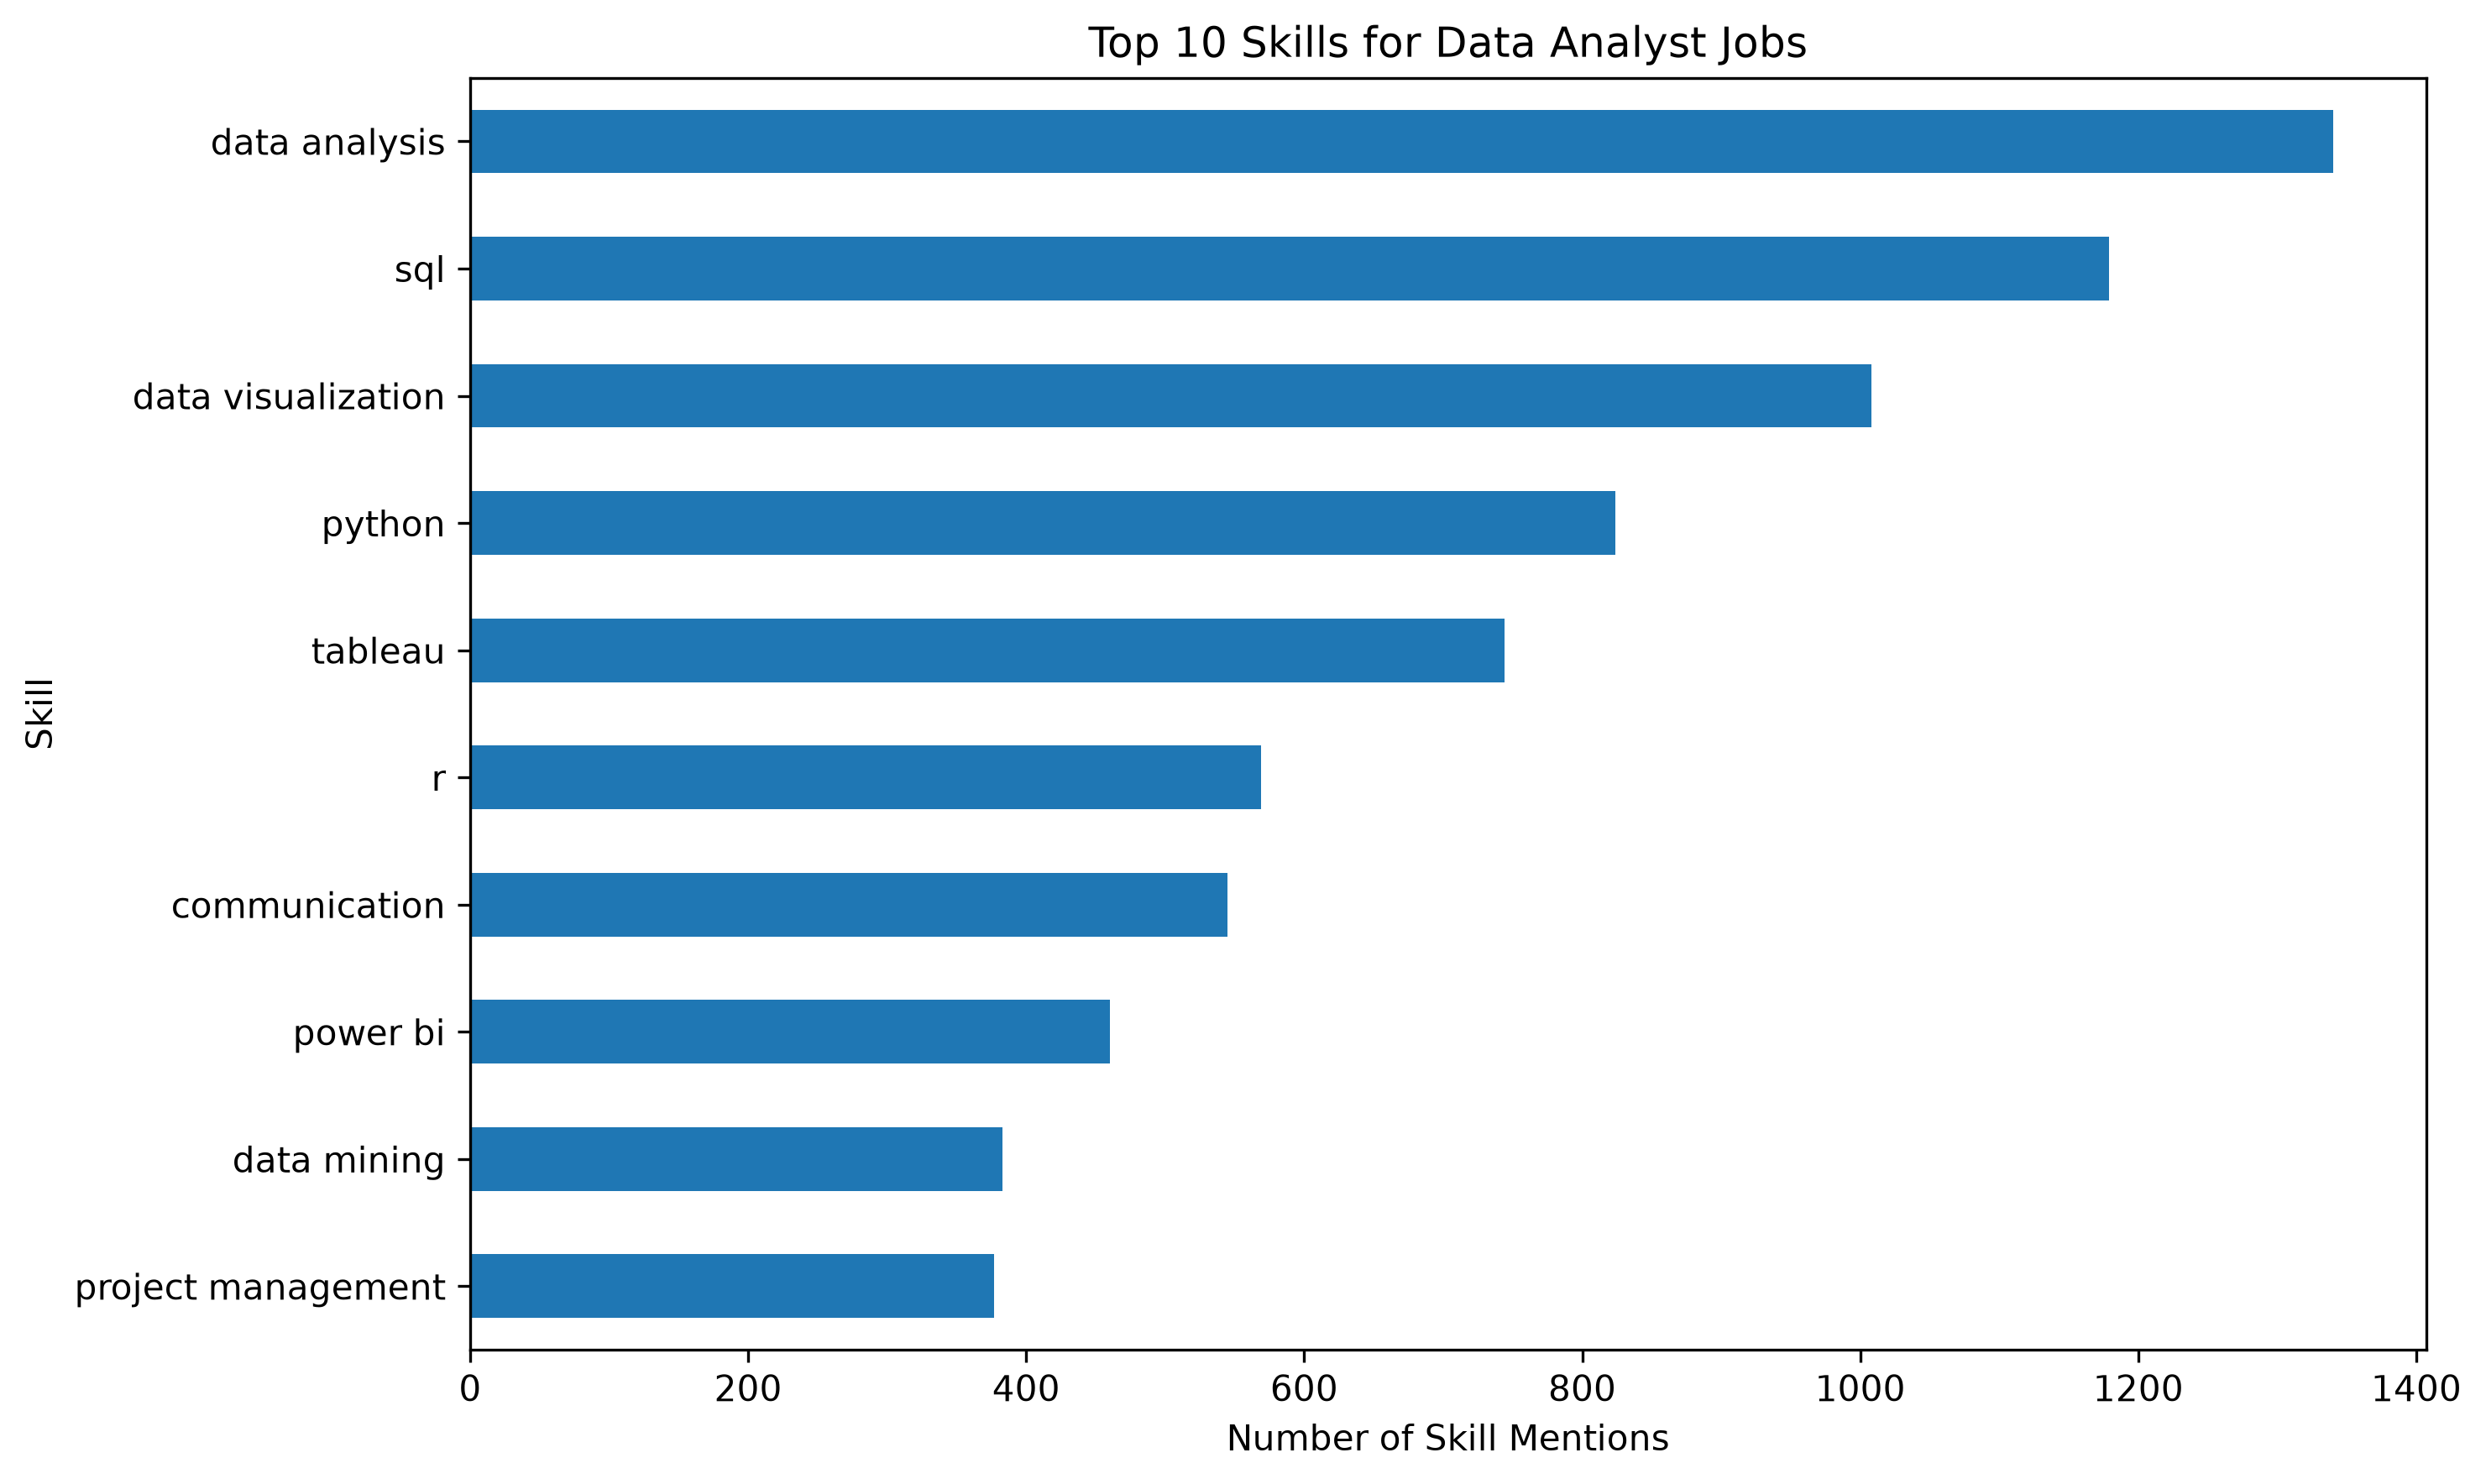 Top 10 Skills for Data Analyst Jobs
data analysis
sql
data visualization
python
tableau
r
communication
power bi
data mining
project management
Skill
0 200 400 600 800 1000 1200 1400
Number of Skill Mentions